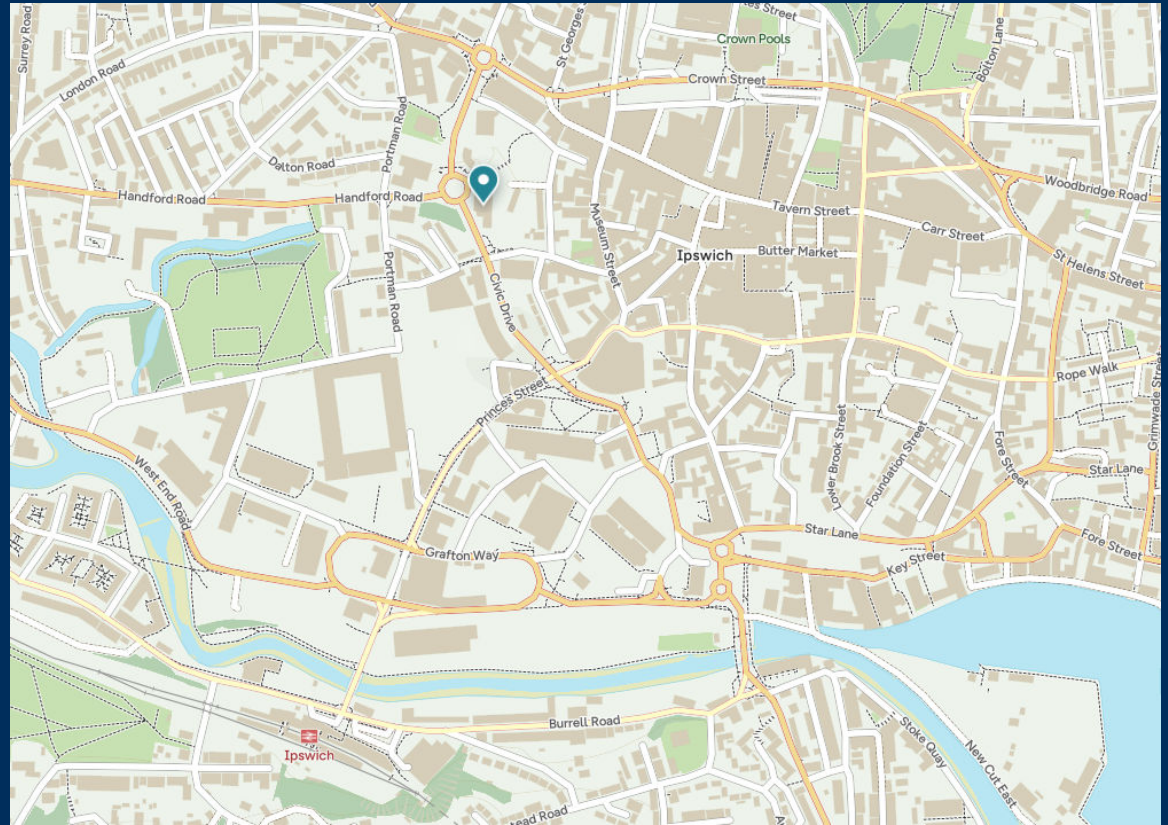 Surrey Road
London Road
St Georges
Crown Pools
Crown Street
Bolton Lane
Portman Road
Dalton Road
Handford Road
Handford Road
Woodbridge Road
Tavern Street
Carr Street
Museum Street
Ipswich
Butter Market
St Helens Street
Portman Road
Civic Drive
Princes Street
Rope Walk
Grimwade Street
Lower Brook Street
Foundation Street
Fore Street
Star Lane
West End Road
Star Lane
Grafton Way
Key Street
Fore Street
Burrell Road
Stoke Quay
New Cut East
Ipswich
Road